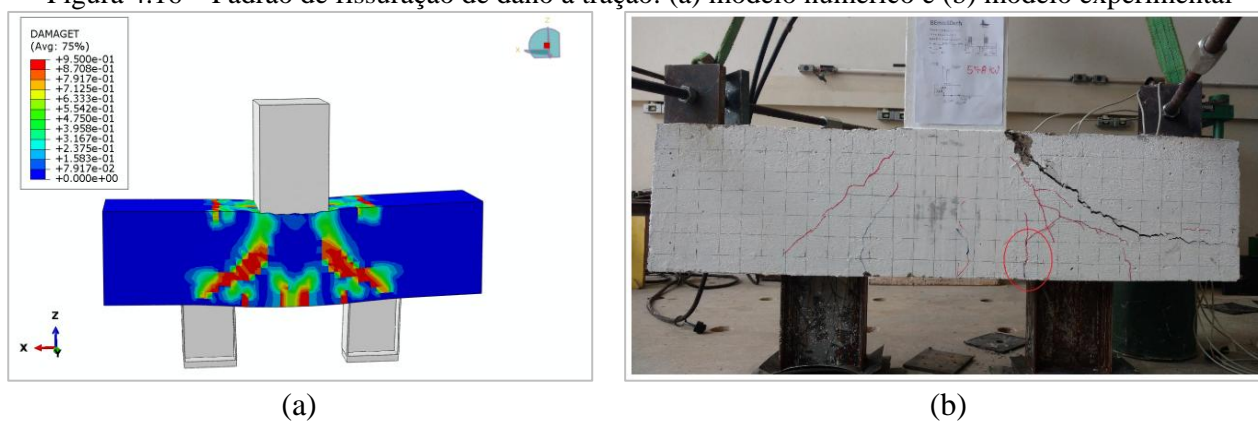 Figura 4.16 – Padrão de fissuração de dano à tração: (a) modelo numérico e (b) modelo experimental
DAMAGET
(Avg: 75%)
+9.500e-01
+8.708e-01
+7.917e-01
+7.125e-01
+6.333e-01
+5.542e-01
+4.750e-01
+3.958e-01
+3.167e-01
+2.375e-01
+1.583e-01
+7.917e-02
+0.000e+00
Z
X
Y
Z
X
(a)
(b)